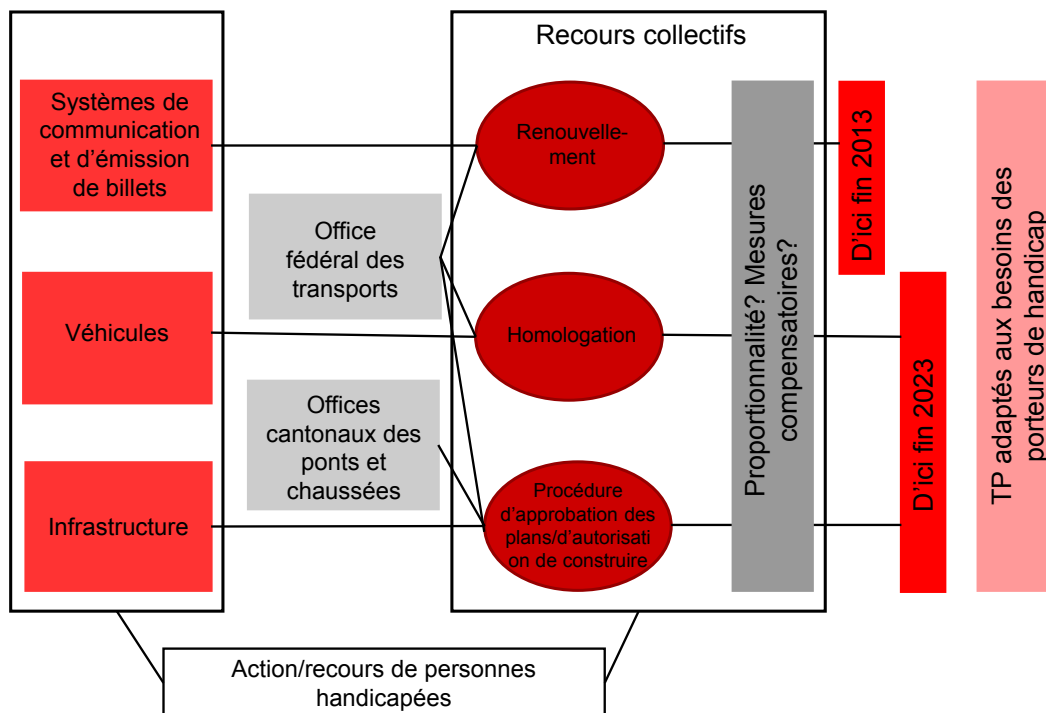 Recours collectifs
Systèmes de
communication
et d'émission
de billets
Renouvelle-
ment
Office
fédéral des
transports
Véhicules
Homologation
Offices
cantonaux des
ponts et
chaussées
Infrastructure
Procédure
d'approbation des
plans/d'autorisati
on de construire
Proportionnalité? Mesures
compensatoires?
D'ici fin 2013
D'ici fin 2023
TP adaptés aux besoins des
porteurs de handicap
Action/recours de personnes
handicapées